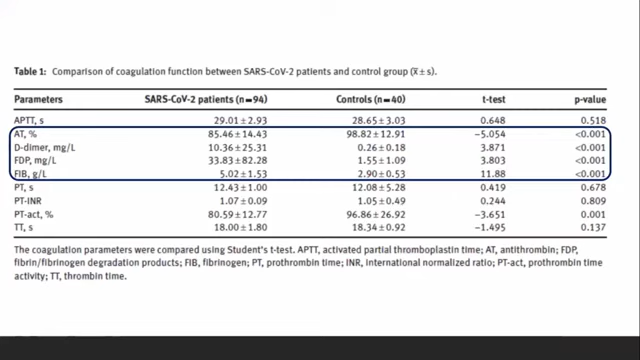 Table 1: Comparison of coagulation function between SARS-CoV-2 patients and control group (x̄ ± s).
Parameters SARS-CoV-2 patients (n=94) Controls (n=40) t-test p-value
APTT, s 29.01±2.93 28.65±3.03 0.648 0.518
AT, % 85.46±14.43 98.82±12.91 −5.054 <0.001
D-dimer, mg/L 10.36±25.31 0.26±0.18 3.871 <0.001
FDP, mg/L 33.83±82.28 1.55±1.09 3.803 <0.001
FIB, g/L 5.02±1.53 2.90±0.53 11.88 <0.001
PT, s 12.43±1.00 12.08±5.28 0.419 0.678
PT-INR 1.07±0.09 1.05±0.49 0.244 0.809
PT-act, % 80.59±12.77 96.86±26.92 −3.651 0.001
TT, s 18.00±1.80 18.34±0.92 −1.495 0.137
The coagulation parameters were compared using Student's t-test. APTT, activated partial thromboplastin time; AT, antithrombin; FDP,
fibrin/fibrinogen degradation products; FIB, fibrinogen; PT, prothrombin time; INR, international normalized ratio; PT-act, prothrombin time
activity; TT, thrombin time.